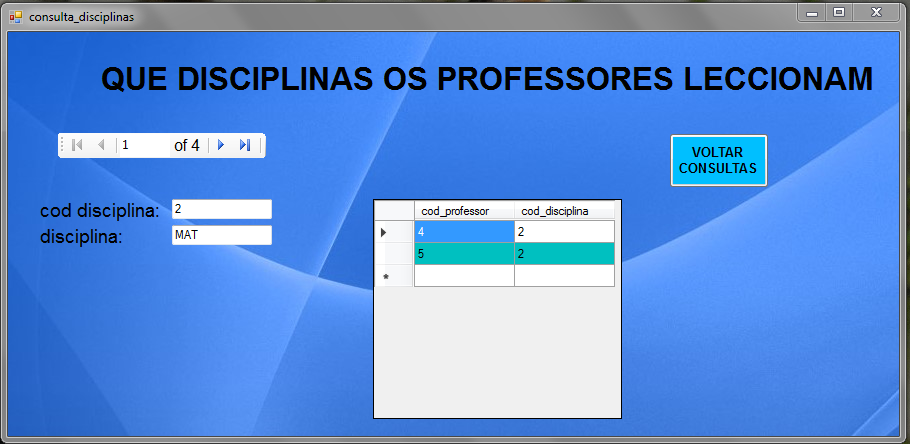 consulta_disciplinas
QUE DISCIPLINAS OS PROFESSORES LECCIONAM
1 of 4
VOLTAR
CONSULTAS
cod disciplina: 2
disciplina: MAT
cod_professor cod_disciplina
4 2
5 2
*